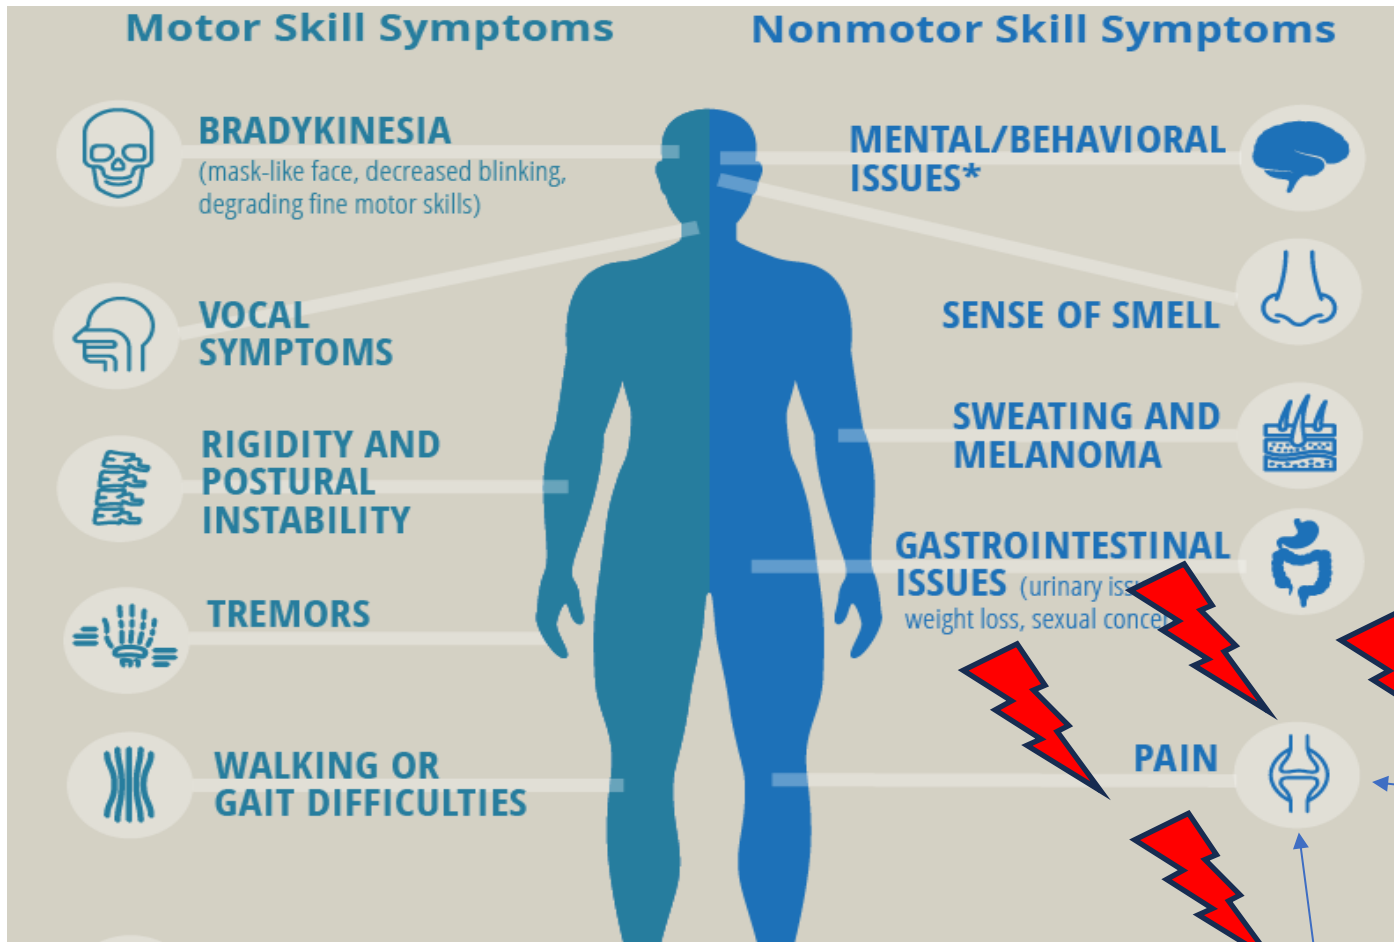 Motor Skill Symptoms
Nonmotor Skill Symptoms
BRADYKINESIA
(mask-like face, decreased blinking,
degrading fine motor skills)
VOCAL
SYMPTOMS
RIGIDITY AND
POSTURAL
INSTABILITY
TREMORS
WALKING OR
GAIT DIFFICULTIES
MENTAL/BEHAVIORAL
ISSUES*
SENSE OF SMELL
SWEATING AND
MELANOMA
GASTROINTESTINAL
ISSUES (urinary
weight loss, sexual
PAIN